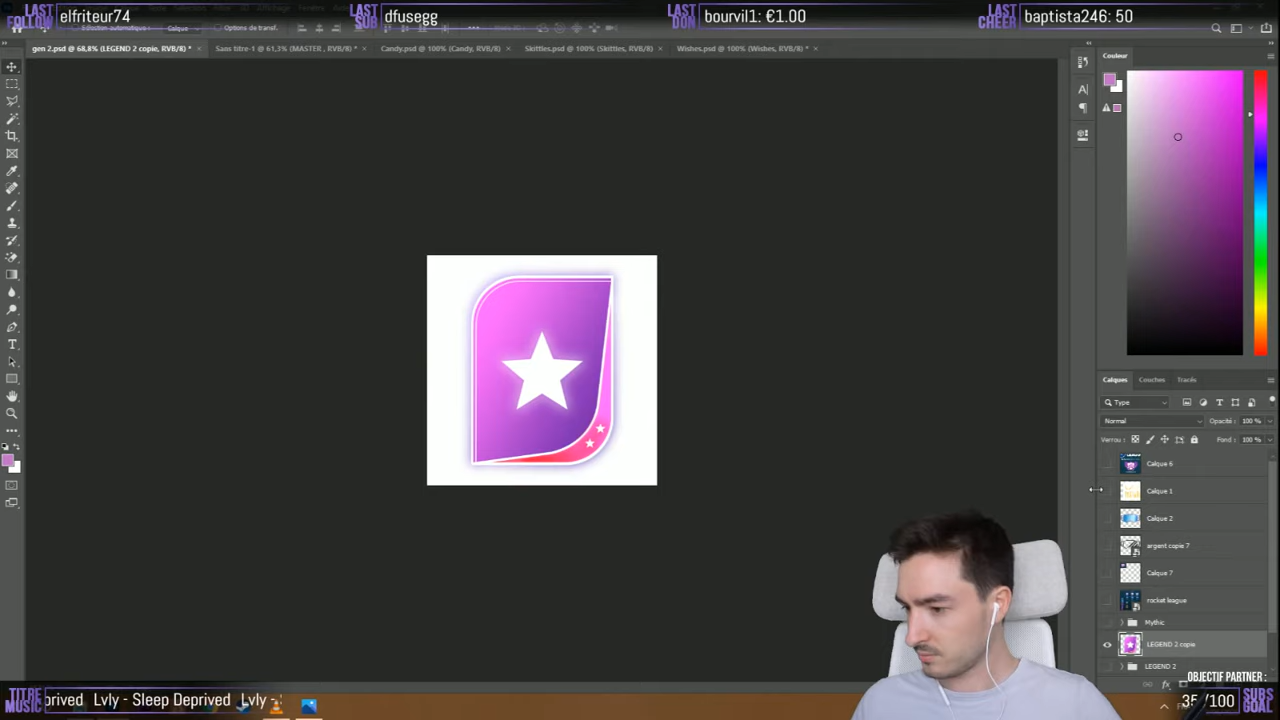 LAST FOLLOW elfriteur74
LAST SUB dfusegg
LAST DON bourvil1: €1.00
LAST CHEER baptista246: 50
Options de transf.
gen 2.psd @ 68,8% (LEGEND 2 copie, RVB/8) *
Sans titre-1 @ 61,1% (MASTER , RVB/8) *
Candy.psd @ 100% (Candy, RVB/8)
Skittles.psd @ 100% (Skittles, RVB/8)
Wishes.psd @ 100% (Wishes, RVB/8) *
Couleur
Calques Couches Tracés
Type
Normal Opacité : 100 %
Verrou : Fond : 100 %
Calque 6
Calque 1
Calque 2
argent copie 7
Calque 7
rocket league
Mythic
LEGEND 2 copie
LEGEND 2
OBJECTIF PARTNER :
TITRE MUSIC prived Lvly - Sleep Deprived Lvly -
35/100 SUBS GOAL